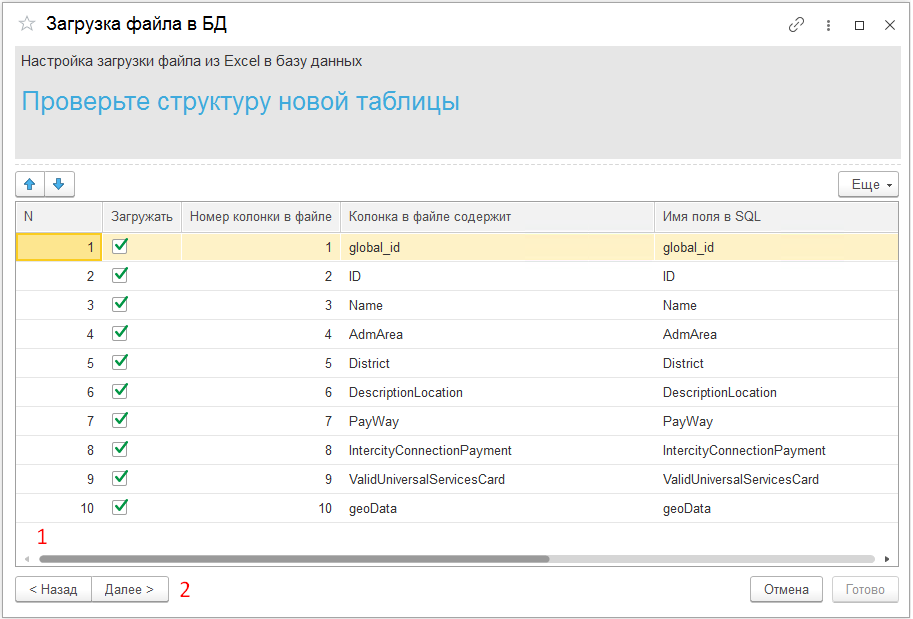 Загрузка файла в БД
Настройка загрузки файла из Excel в базу данных
Проверьте структуру новой таблицы
Еще
N Загружать Номер колонки в файле Колонка в файле содержит Имя поля в SQL
1 1 global_id global_id
2 2 ID ID
3 3 Name Name
4 4 AdmArea AdmArea
5 5 District District
6 6 DescriptionLocation DescriptionLocation
7 7 PayWay PayWay
8 8 IntercityConnectionPayment IntercityConnectionPayment
9 9 ValidUniversalServicesCard ValidUniversalServicesCard
10 10 geoData geoData
1
< Назад Далее > 2 Отмена Готово